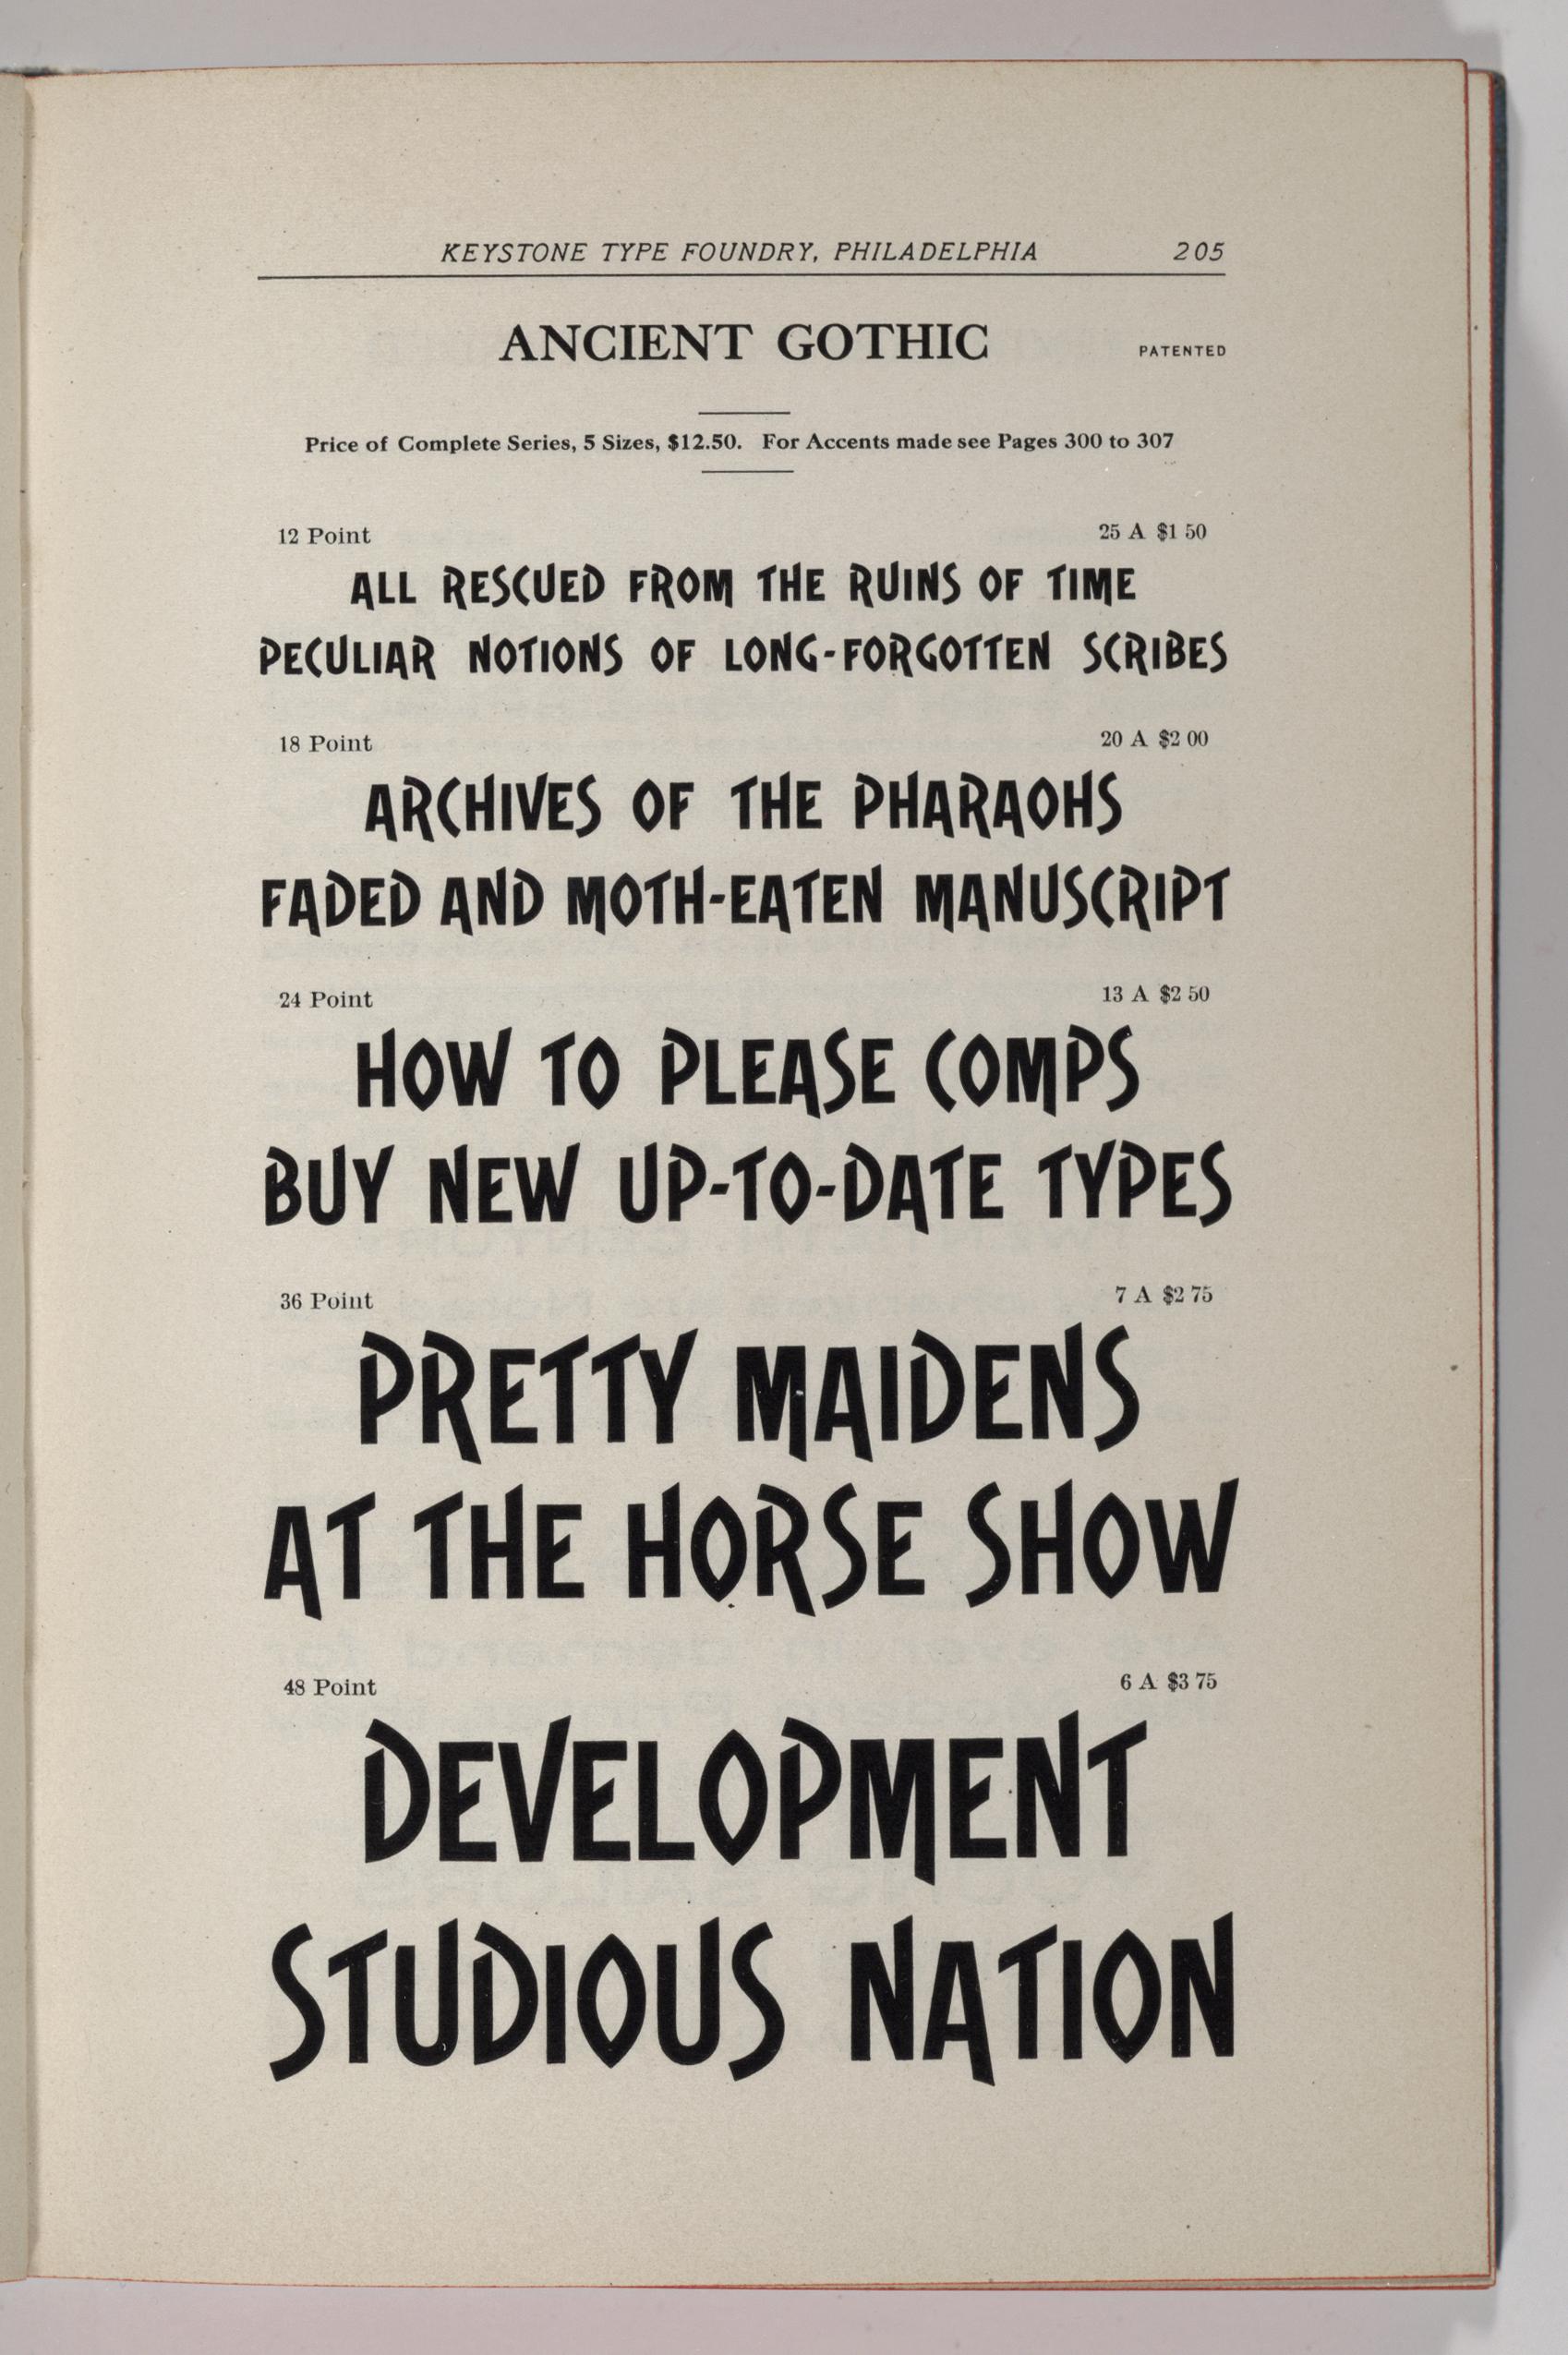 KEYSTONE TYPE FOUNDRY, PHILADELPHIA 205
ANCIENT GOTHIC PATENTED
Price of Complete Series, 5 Sizes, $12.50. For Accents made see Pages 300 to 307
12 Point 25 A $1 50
ALL RESCUED FROM THE RUINS OF TIME
PECULIAR NOTIONS OF LONG-FORGOTTEN SCRIBES
18 Point 20 A $2 00
ARCHIVES OF THE PHARAOHS
FADED AND MOTH-EATEN MANUSCRIPT
24 Point 13 A $2 50
HOW TO PLEASE COMPS
BUY NEW UP-TO-DATE TYPES
36 Point 7 A $2 75
PRETTY MAIDENS
AT THE HORSE SHOW
48 Point 6 A $3 75
DEVELOPMENT
STUDIOUS NATION